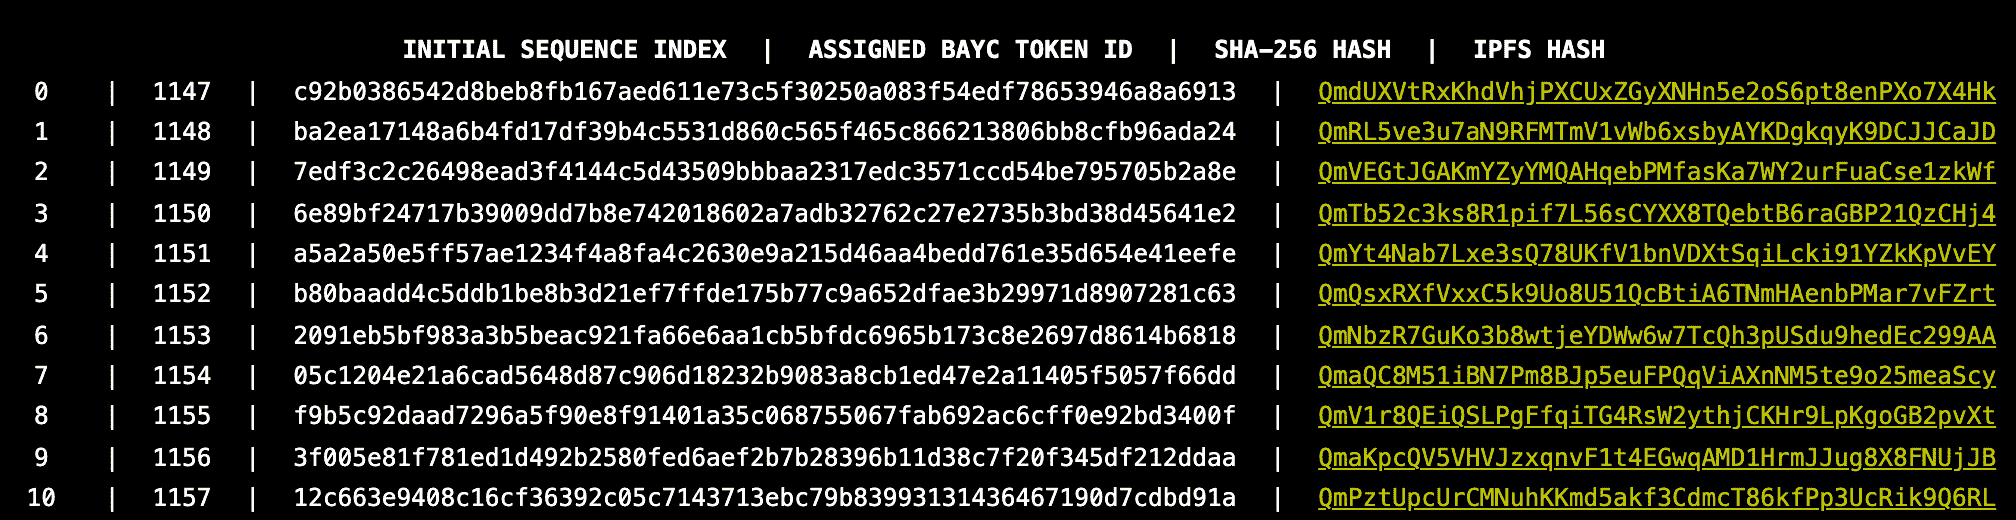 INITIAL SEQUENCE INDEX | ASSIGNED BAYC TOKEN ID | SHA-256 HASH | IPFS HASH
0 | 1147 | c92b0386542d8beb8fb167aed611e73c5f30250a083f54edf78653946a8a6913 | QmdUXVtRxKhdVhjPXCUxZGyXNHn5e2oS6pt8enPXo7X4Hk
1 | 1148 | ba2ea17148a6b4fd17df39b4c5531d860c565f465c866213806bb8cfb96ada24 | QmRL5ve3u7aN9RFMTmV1vWb6xsbyAYKDgkqyK9DCJJCaJD
2 | 1149 | 7edf3c2c26498ead3f4144c5d43509bbbaa2317edc3571ccd54be795705b2a8e | QmVEGtJGAKmYZyYMQAHqebPMfasKa7WY2urFuaCse1zkWf
3 | 1150 | 6e89bf24717b39009dd7b8e742018602a7adb32762c27e2735b3bd38d45641e2 | QmTb52c3ks8R1pif7L56sCYXX8TQebtB6raGBP21QzCHj4
4 | 1151 | a5a2a50e5ff57ae1234f4a8fa4c2630e9a215d46aa4bedd761e35d654e41eefe | QmYt4Nab7Lxe3sQ78UKfV1bnVDXtSqiLcki91YZkKpVvEY
5 | 1152 | b80baadd4c5ddb1be8b3d21ef7ffde175b77c9a652dfae3b29971d8907281c63 | QmQsxRXfVxxC5k9Uo8U51QcBtiA6TNmHAenbPMar7vFZrt
6 | 1153 | 2091eb5bf983a3b5beac921fa66e6aa1cb5bfdc6965b173c8e2697d8614b6818 | QmNbzR7GuKo3b8wtjeYDWw6w7TcQh3pUSdu9hedEc299AA
7 | 1154 | 05c1204e21a6cad5648d87c906d18232b9083a8cb1ed47e2a11405f5057f66dd | QmaQC8M51iBN7Pm8BJp5euFPQqViAXnNM5te9o25meaScy
8 | 1155 | f9b5c92daad7296a5f90e8f91401a35c068755067fab692ac6cff0e92bd3400f | QmV1r8QEiQSLPgFfqiTG4RsW2ythjCKHr9LpKgoGB2pvXt
9 | 1156 | 3f005e81f781ed1d492b2580fed6aef2b7b28396b11d38c7f20f345df212ddaa | QmaKpcQV5VHVJzxqnvF1t4EGwqAMD1HrmJJug8X8FNUjJB
10 | 1157 | 12c663e9408c16cf36392c05c7143713ebc79b83993131436467190d7cdbd91a | QmPztUpcUrCMNuhKKmd5akf3CdmcT86kfPp3UcRik9Q6RL